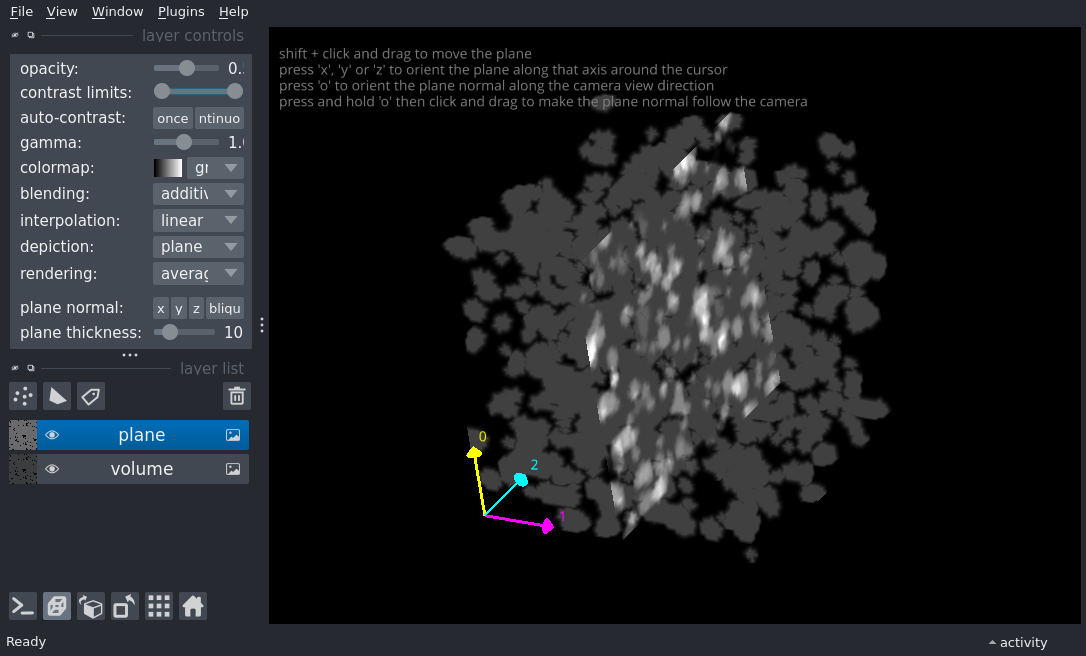 File View Window Plugins Help
layer controls
opacity: 0.
contrast limits:
auto-contrast: once ntinuo
gamma: 1.
colormap: gr
blending: additiv
interpolation: linear
depiction: plane
rendering: averag
plane normal: x y z bliqu
plane thickness: 10
layer list
plane
volume
Ready
shift + click and drag to move the plane
press 'x', 'y' or 'z' to orient the plane along that axis around the cursor
press 'o' to orient the plane normal along the camera view direction
press and hold 'o' then click and drag to make the plane normal follow the camera
0
2
1
activity